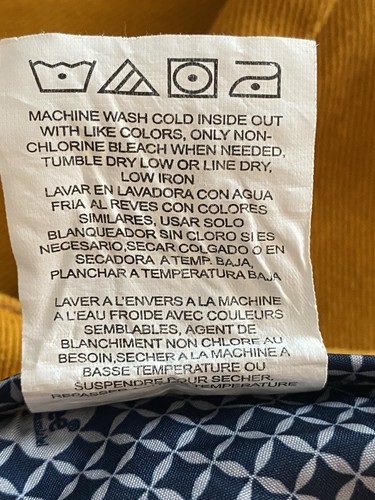 MACHINE WASH COLD INSIDE OUT
WITH LIKE COLORS, ONLY NON-
CHLORINE BLEACH WHEN NEEDED,
TUMBLE DRY LOW OR LINE DRY,
LOW IRON
LAVAR EN LAVADORA CON AGUA
FRIA AL REVES CON COLORES
SIMILARES, USAR SOLO
BLANQUEADOR SIN CLORO SI ES
NECESARIO,SECAR COLGADO O EN
SECADORA A TEMP. BAJA,
PLANCHAR A TEMPERATURA BAJA
LAVER A L'ENVERS A LA MACHINE
A L'EAU FROIDE AVEC COULEURS
SEMBLABLES, AGENT DE
BLANCHIMENT NON CHLORE AU
BESOIN,SECHER A LA MACHINE A
BASSE TEMPERATURE OU
SUSPENDRE POUR SECHER,
REPASSER TEMPERATURE